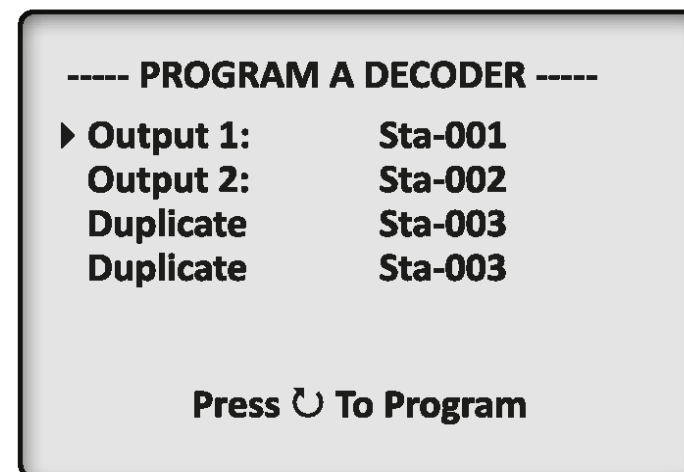 ----- PROGRAM A DECODER -----
Output 1: Sta-001
Output 2: Sta-002
Duplicate Sta-003
Duplicate Sta-003
Press ↻ To Program